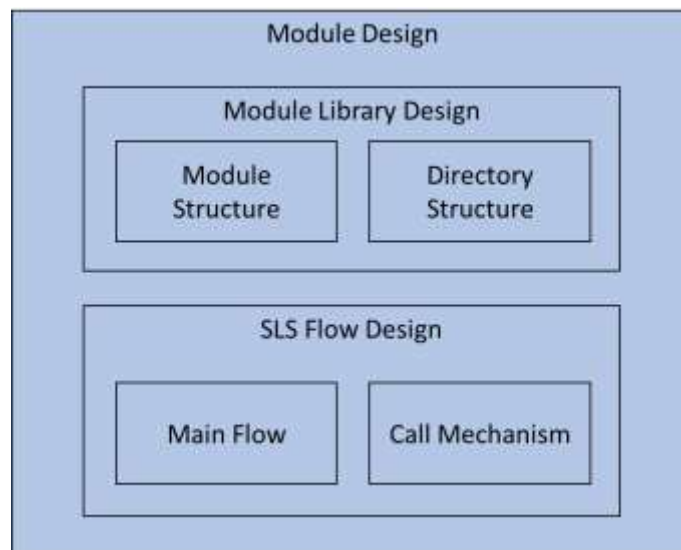 Module Design
Module Library Design
Module
Structure
Directory
Structure
SLS Flow Design
Main Flow
Call Mechanism